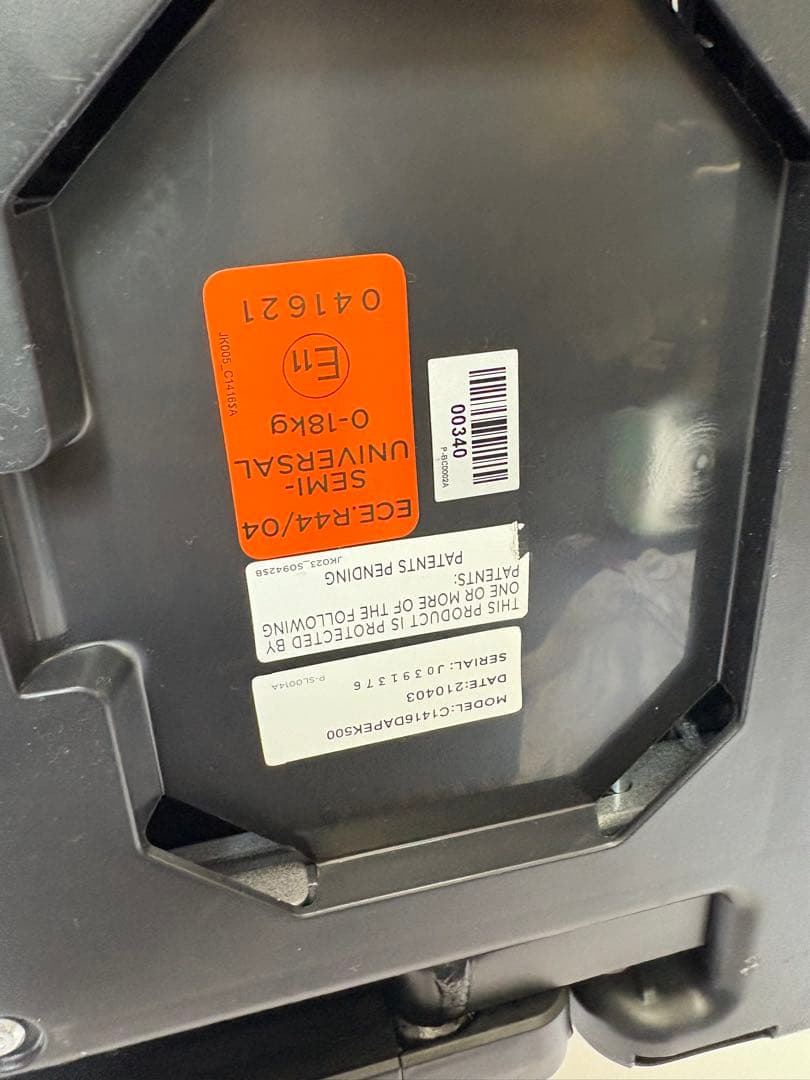 MODEL:C1416DAPEK500
DATE:210403
SERIAL: J0391376
P-SL0014A
THIS PRODUCT IS PROTECTED BY
ONE OR MORE OF THE FOLLOWING
PATENTS:
PATENTS PENDING
JK023_S0942SB
ECE.R44/04
SEMI-
UNIVERSAL
0-18kg
E11
041621
JK005_C1416SA
00340
P-BC0002A